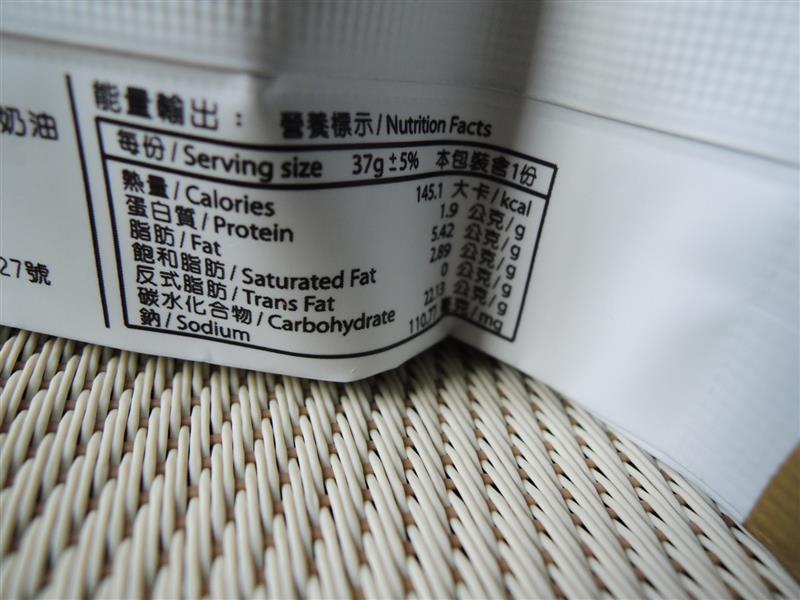 奶油
27號
能量輸出： 營養標示/Nutrition Facts
每份/Serving size 37g±5% 本包裝含1份
熱量/Calories 145.1 大卡/kcal
蛋白質/Protein 1.9 公克/g
脂肪/Fat 5.42 公克/g
飽和脂肪/Saturated Fat 2.89 公克/g
反式脂肪/Trans Fat 0 公克/g
碳水化合物/Carbohydrate 22.13 公克/g
鈉/Sodium 110.77 毫克/mg